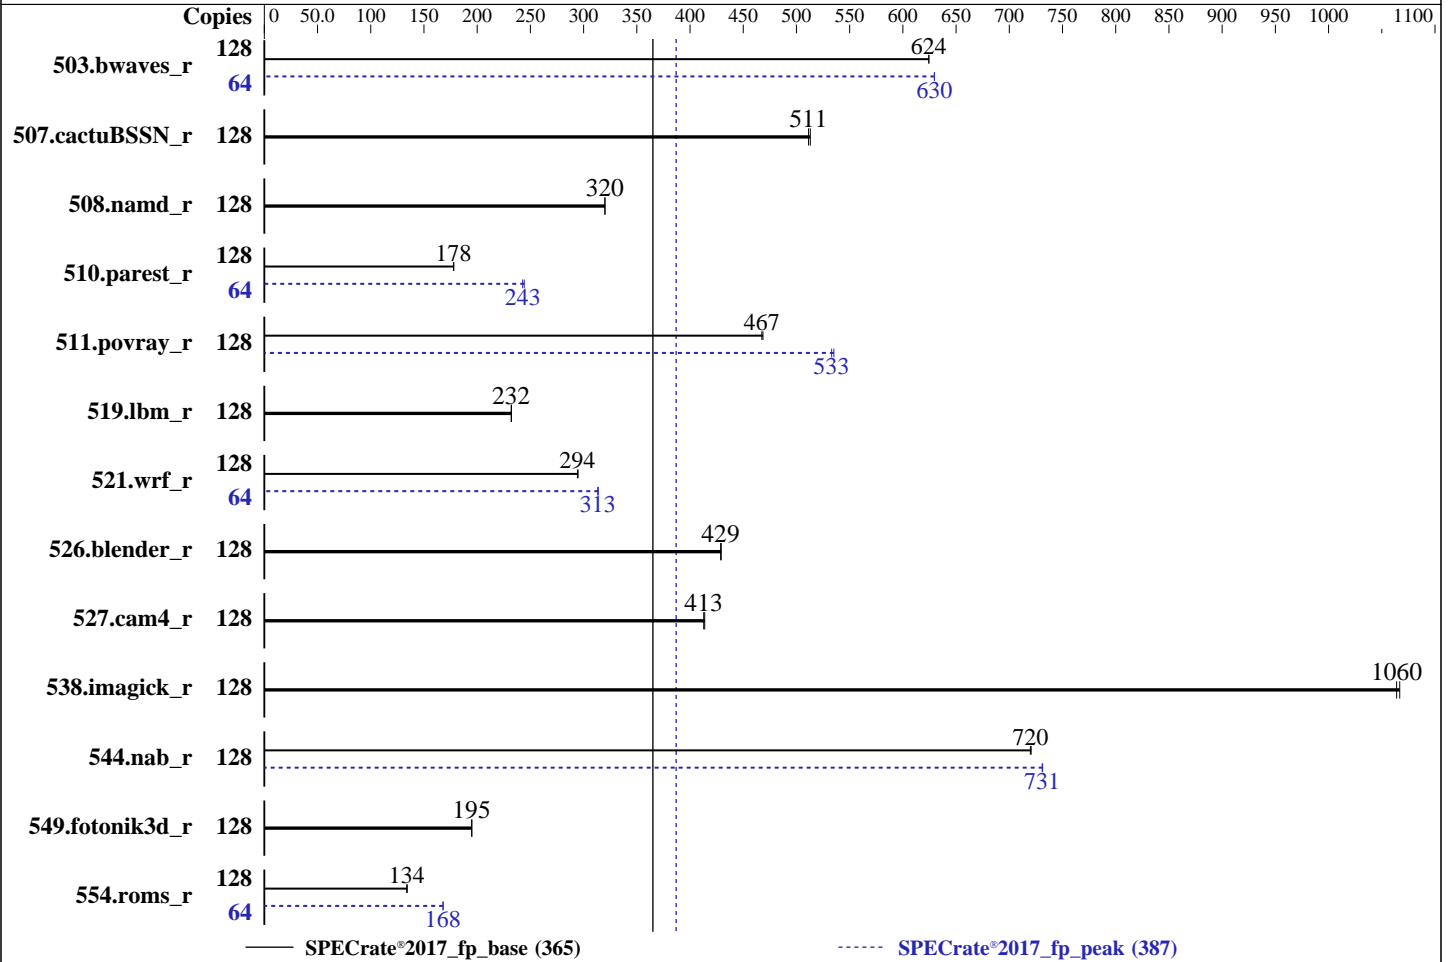 Copies 0 50.0 100 150 200 250 300 350 400 450 500 550 600 650 700 750 800 850 900 950 1000 1100
503.bwaves_r 128 624
64 630
507.cactuBSSN_r 128 511
508.namd_r 128 320
510.parest_r 128 178
64 243
511.povray_r 128 467
533
519.lbm_r 128 232
521.wrf_r 128 294
64 313
526.blender_r 128 429
527.cam4_r 128 413
538.imagick_r 128 1060
544.nab_r 128 720
731
549.fotonik3d_r 128 195
554.roms_r 128 134
64 168
SPECrate®2017_fp_base (365) SPECrate®2017_fp_peak (387)